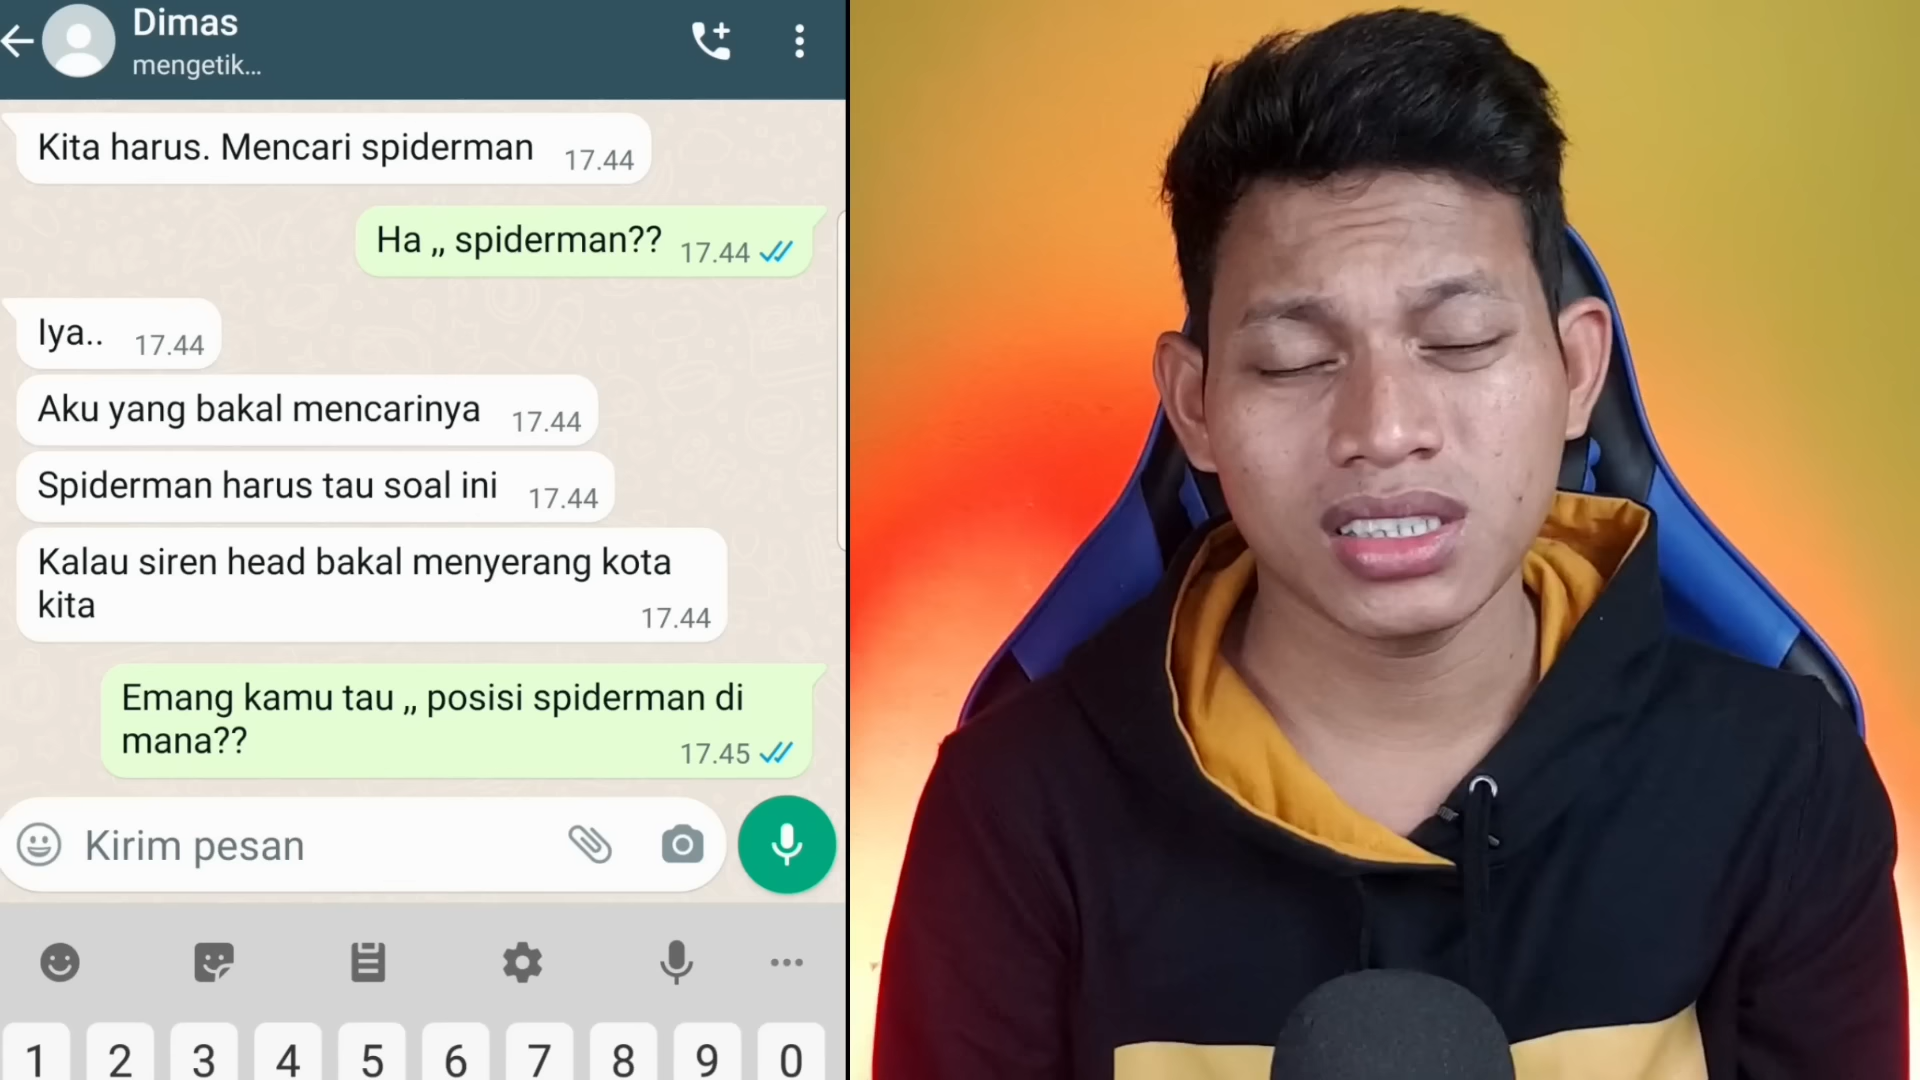 Dimas
mengetik...
Kita harus. Mencari spiderman 17.44
Ha ,, spiderman?? 17.44
Iya.. 17.44
Aku yang bakal mencarinya 17.44
Spiderman harus tau soal ini 17.44
Kalau siren head bakal menyerang kota
kita 17.44
Emang kamu tau ,, posisi spiderman di
mana?? 17.45
Kirim pesan
1 2 3 4 5 6 7 8 9 0